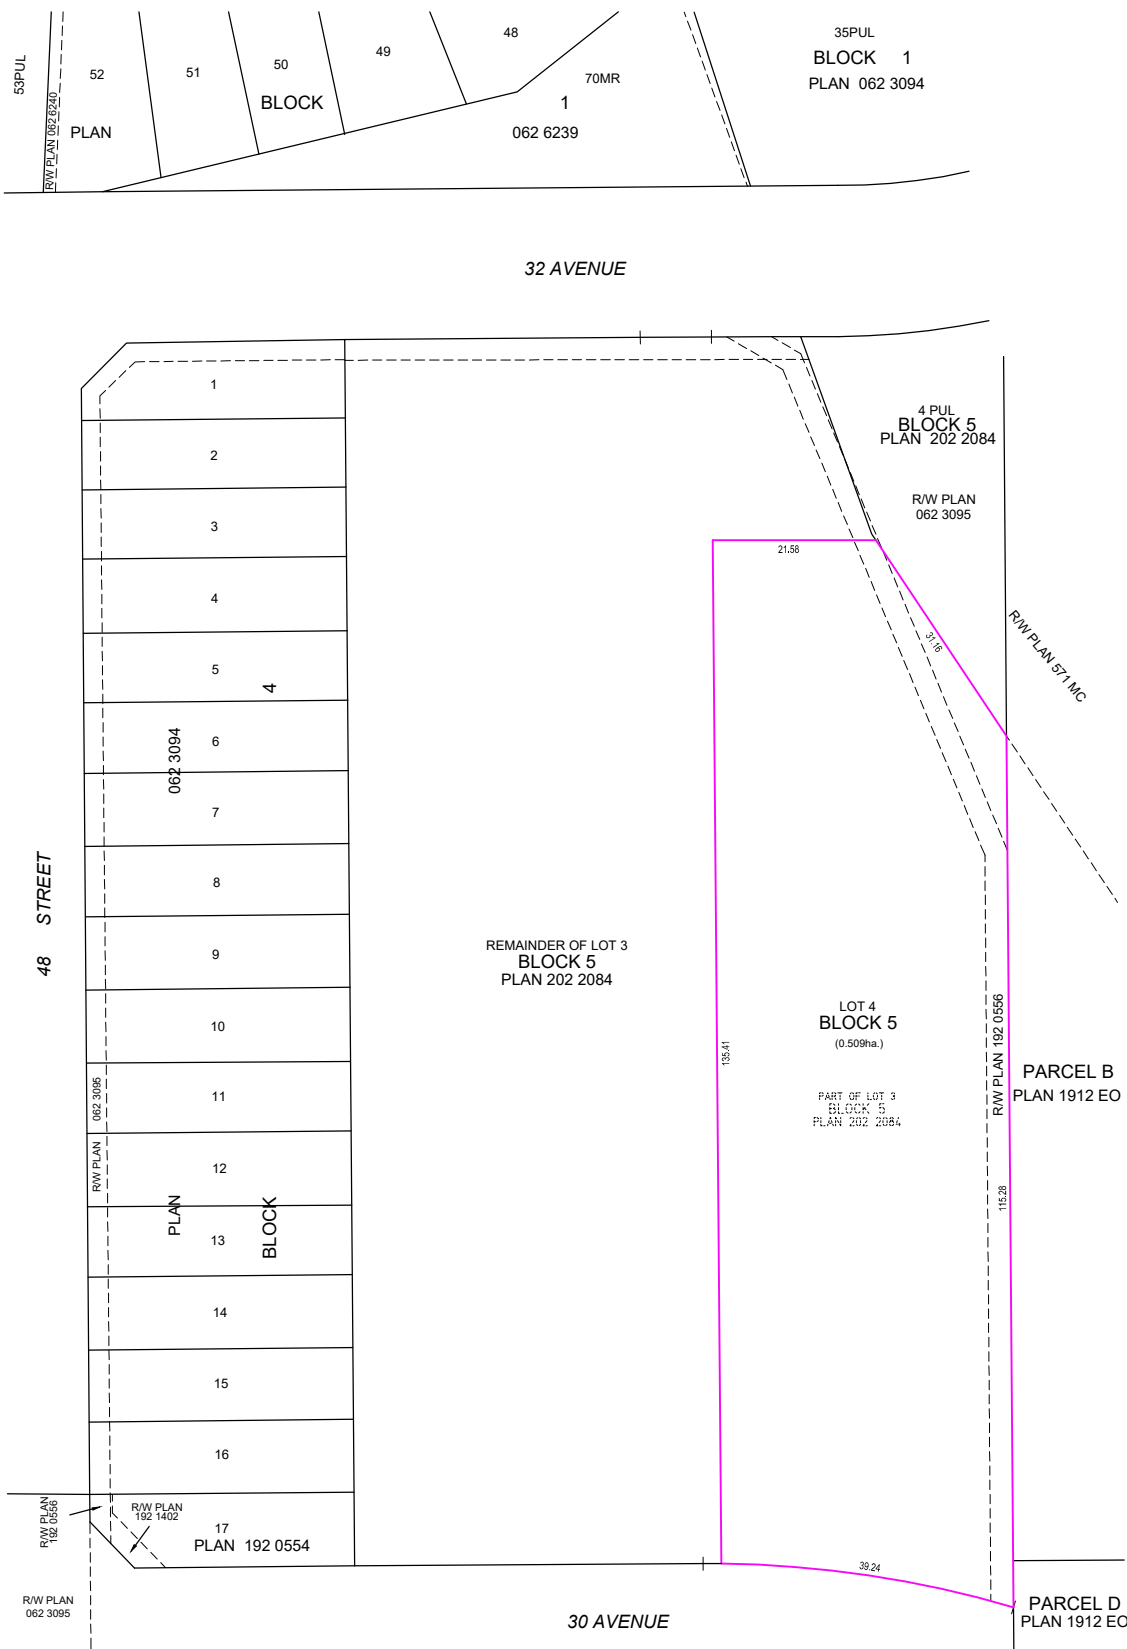 53PUL
R/W PLAN 062 6240
52
PLAN
51
50
BLOCK
49
48
1
062 6239
70MR
35PUL
BLOCK 1
PLAN 062 3094
32 AVENUE
1
2
3
4
5
6
7
8
9
10
11
12
13
14
15
16
17
PLAN 192 0554
4
BLOCK
062 3094
PLAN
48 STREET
062 3095
R/W PLAN
R/W PLAN
192 0556
R/W PLAN
192 1402
R/W PLAN
062 3095
REMAINDER OF LOT 3
BLOCK 5
PLAN 202 2084
4 PUL
BLOCK 5
PLAN 202 2084
R/W PLAN
062 3095
R/W PLAN 571 MC
21.58
31.16
135.41
LOT 4
BLOCK 5
(0.509ha.)
PART OF LOT 3
BLOCK 5
PLAN 202 2084
R/W PLAN 192 0556
115.28
PARCEL B
PLAN 1912 EO
39.24
30 AVENUE
PARCEL D
PLAN 1912 EO